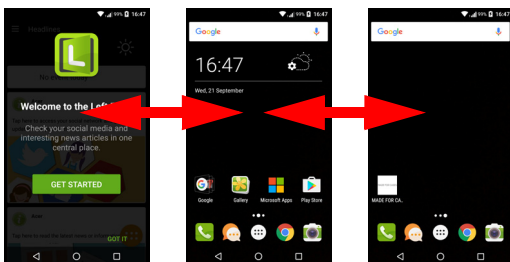 99% 16:47
Headlines
No eve
Welcome to the Left
Check your social media and
interesting news articles in one
central place.
GET STARTED
GOT IT
99% 16:47
Google
16:47
Wed, 21 September
Google Gallery Microsoft Apps Play Store
99% 16:47
Google
MADE FOR CA..